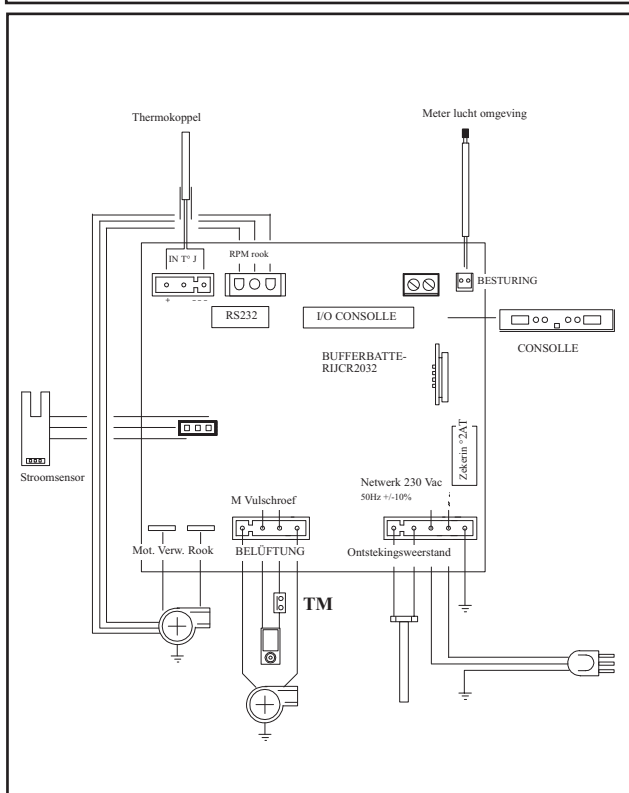 Thermokoppel
Meter lucht omgeving
IN T° J
RPM rook
+
- - -
BESTURING
RS232
I/O CONSOLLE
CONSOLLE
BUFFERBATTE-
RIJCR2032
Zekerin °2AT
Stroomsensor
Netwerk 230 Vac
50Hz +/-10%
M Vulschroef
Mot. Verw. Rook
BELÜFTUNG
Ontstekingsweerstand
TM